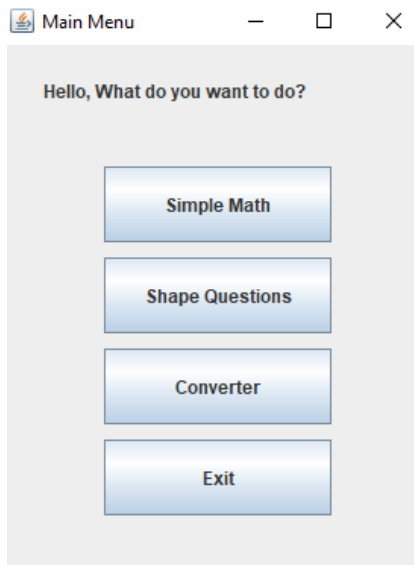 Main Menu
Hello, What do you want to do?
Simple Math
Shape Questions
Converter
Exit